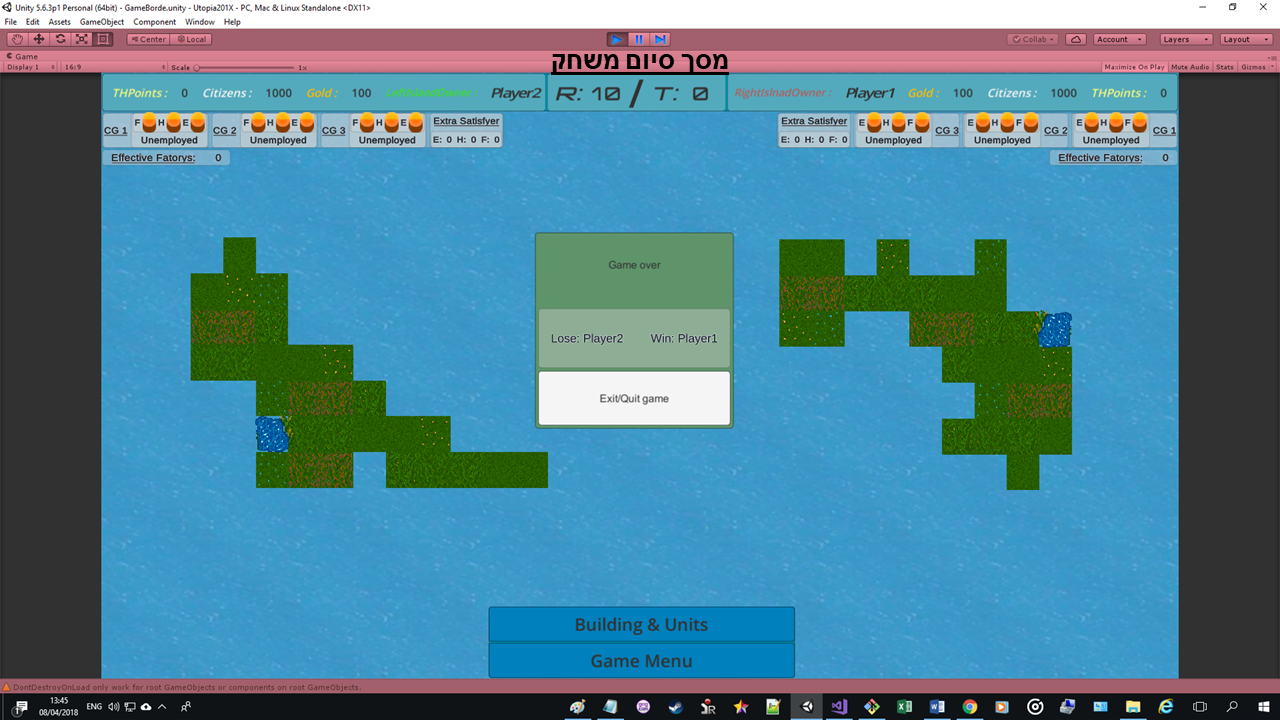 Unity 5.6.3p1 Personal (64bit) - GameBorde.unity - Utopia201X - PC, Mac & Linux Standalone <DX11>
File Edit Assets GameObject Component Window Help
Center Local Collab Account Layers Layout
מסך סיום משחק
Game
Display 1 16:9 Scale 1x Maximize On Play Mute Audio Stats Gizmos
THPoints : 0 Citizens : 1000 Gold : 100 LeftIslnadOwner : Player2 R: 10 / T: 0 RightIslnadOwner : Player1 Gold : 100 Citizens : 1000 THPoints : 0
CG 1 F H E Unemployed CG 2 F H E Unemployed CG 3 F H E Unemployed Extra Satisfyer E: 0 H: 0 F: 0
Extra Satisfyer E: 0 H: 0 F: 0 E H F Unemployed CG 3 E H F Unemployed CG 2 E H F Unemployed CG 1
Effective Fatorys: 0 Effective Fatorys: 0
Game over
Lose: Player2 Win: Player1
Exit/Quit game
Building & Units
Game Menu
DontDestroyOnLoad only work for root GameObjects or components on root GameObjects.
13:45
ENG
08/04/2018